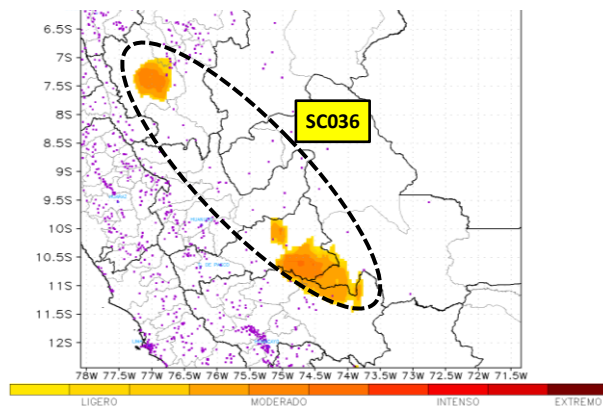 6.5S
7S
7.5S
8S
SC036
8.5S
9S
9.5S
10S
10.5S
11S
11.5S
12S
78W 77.5W 77W 76.5W 76W 75.5W 75W 74.5W 74W 73.5W 73W 72.5W 72W 71.5W
LIGERO MODERADO INTENSO EXTREMO